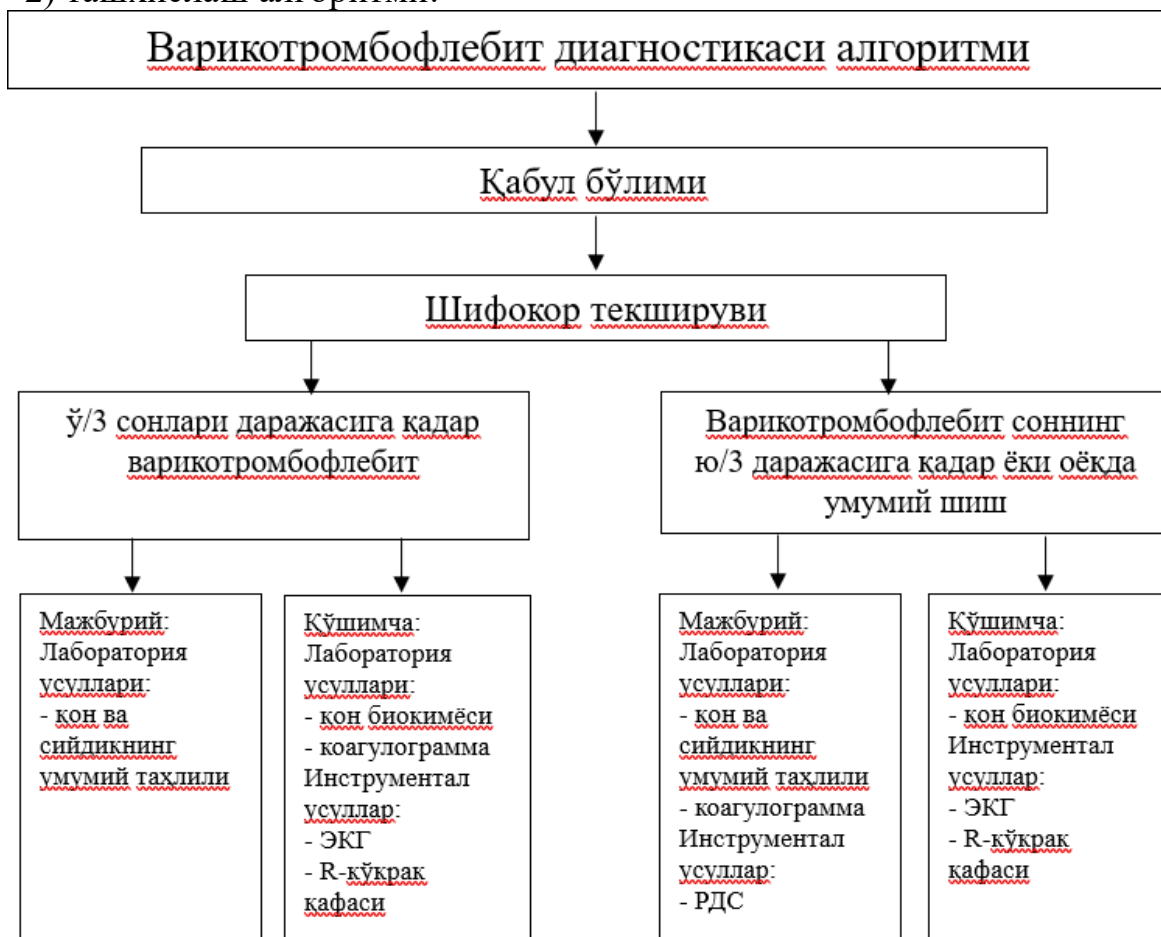 2) ташхислаш алгоритми:
Варикотромбофлебит диагностикаси алгоритми
Қабул бўлими
Шифокор текшируви
ў/3 сонлари даражасига қадар
варикотромбофлебит
Варикотромбофлебит соннинг
ю/3 даражасига қадар ёки оёқда
умумий шиш
Мажбурий:
Лаборатория
усуллари:
- қон ва
сийдикнинг
умумий таҳлили
Қўшимча:
Лаборатория
усуллари:
- қон биокимёси
- коагулограмма
Инструментал
усуллар:
- ЭКГ
- R-кўкрак
қафаси
Мажбурий:
Лаборатория
усуллари:
- қон ва
сийдикнинг
умумий таҳлили
- коагулограмма
Инструментал
усуллар:
- РДС
Қўшимча:
Лаборатория
усуллари:
- қон биокимёси
Инструментал
усуллар:
- ЭКГ
- R-кўкрак
қафаси